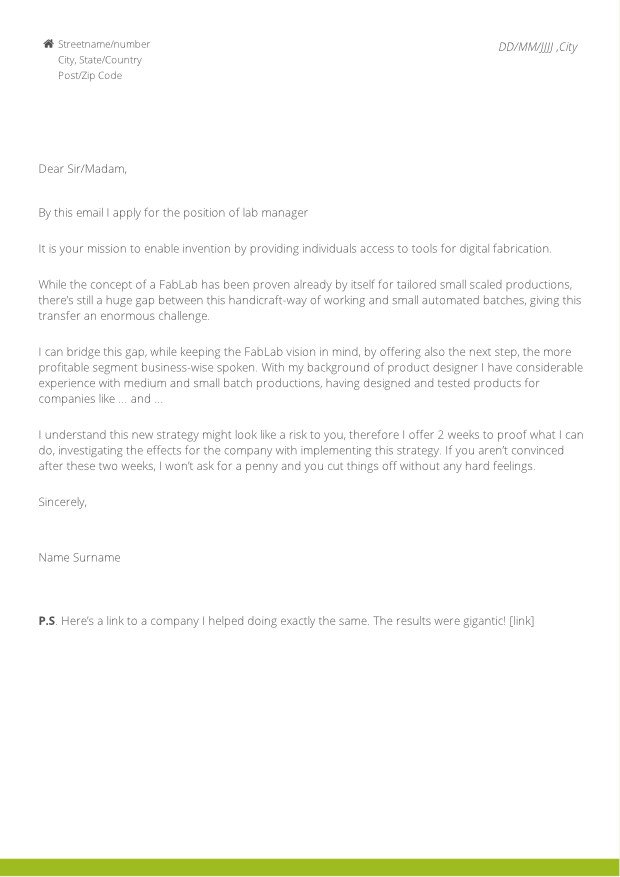 Streetname/number
DD/MM/JJJJ ,City
City, State/Country
Post/Zip Code
Dear Sir/Madam,
By this email I apply for the position of lab manager
It is your mission to enable invention by providing individuals access to tools for digital fabrication.
While the concept of a FabLab has been proven already by itself for tailored small scaled productions,
there's still a huge gap between this handicraft-way of working and small automated batches, giving this
transfer an enormous challenge.
I can bridge this gap, while keeping the FabLab vision in mind, by offering also the next step, the more
profitable segment business-wise spoken. With my background of product designer I have considerable
experience with medium and small batch productions, having designed and tested products for
companies like ... and ...
I understand this new strategy might look like a risk to you, therefore I offer 2 weeks to proof what I can
do, investigating the effects for the company with implementing this strategy. If you aren't convinced
after these two weeks, I won't ask for a penny and you cut things off without any hard feelings.
Sincerely,
Name Surname
P.S. Here's a link to a company I helped doing exactly the same. The results were gigantic! [link]